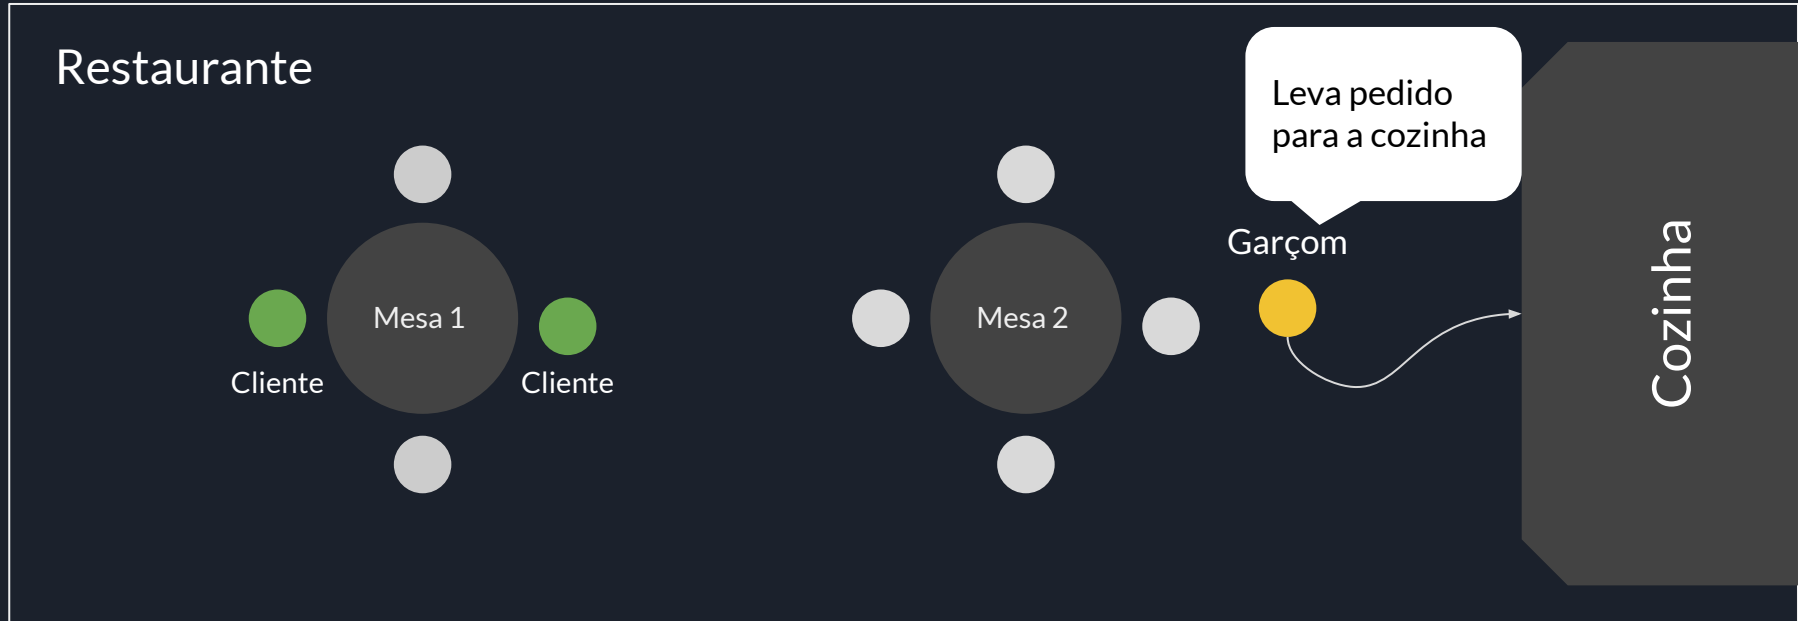 Restaurante
Leva pedido
para a cozinha
Garçom
Mesa 1
Mesa 2
Cliente
Cliente
Cozinha